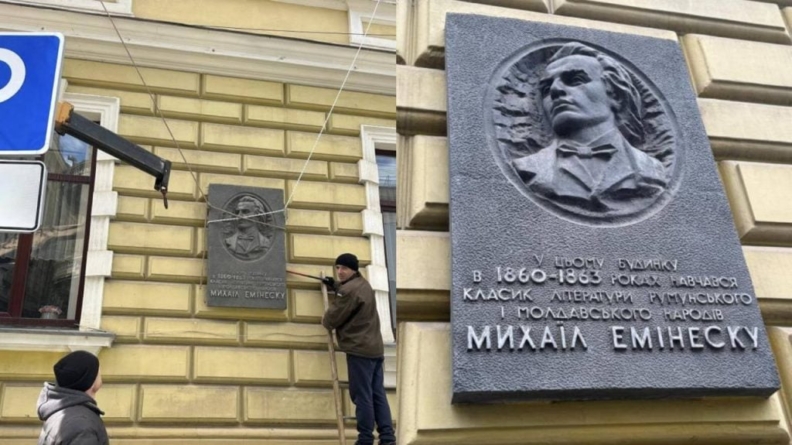 У ЦЬОМУ БУДИНКУ
В 1860-1863 РОКАХ НАВЧАВСЯ
КЛАСИК ЛІТЕРАТУРИ РУМУНСЬКОГО
І МОЛДАВСЬКОГО НАРОДІВ
МИХАЇЛ ЕМІНЕСКУ